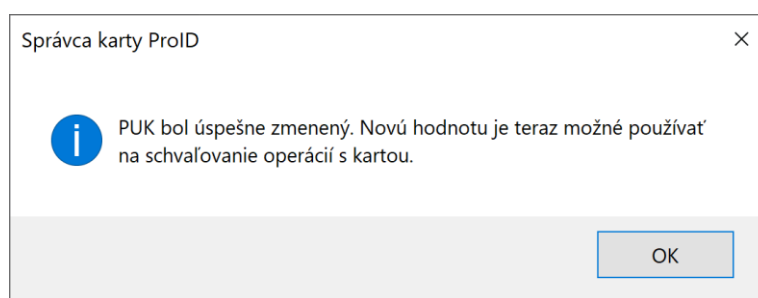 Správca karty ProID
PUK bol úspešne zmenený. Novú hodnotu je teraz možné používať
na schvaľovanie operácií s kartou.
OK